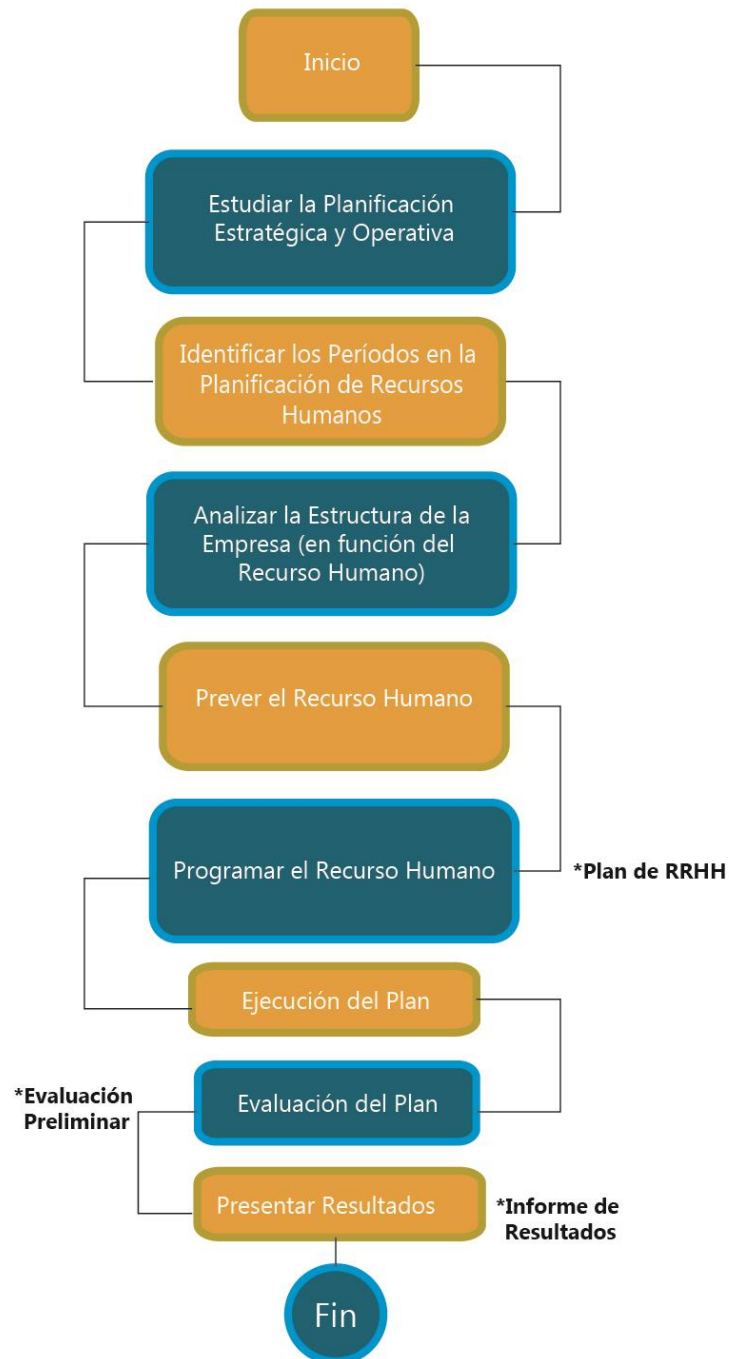 Inicio
Estudiar la Planificación
Estratégica y Operativa
Identificar los Períodos en la
Planificación de Recursos
Humanos
Analizar la Estructura de la
Empresa (en función del
Recurso Humano)
Prever el Recurso Humano
Programar el Recurso Humano
*Plan de RRHH
Ejecución del Plan
*Evaluación
Preliminar
Evaluación del Plan
Presentar Resultados
*Informe de
Resultados
Fin